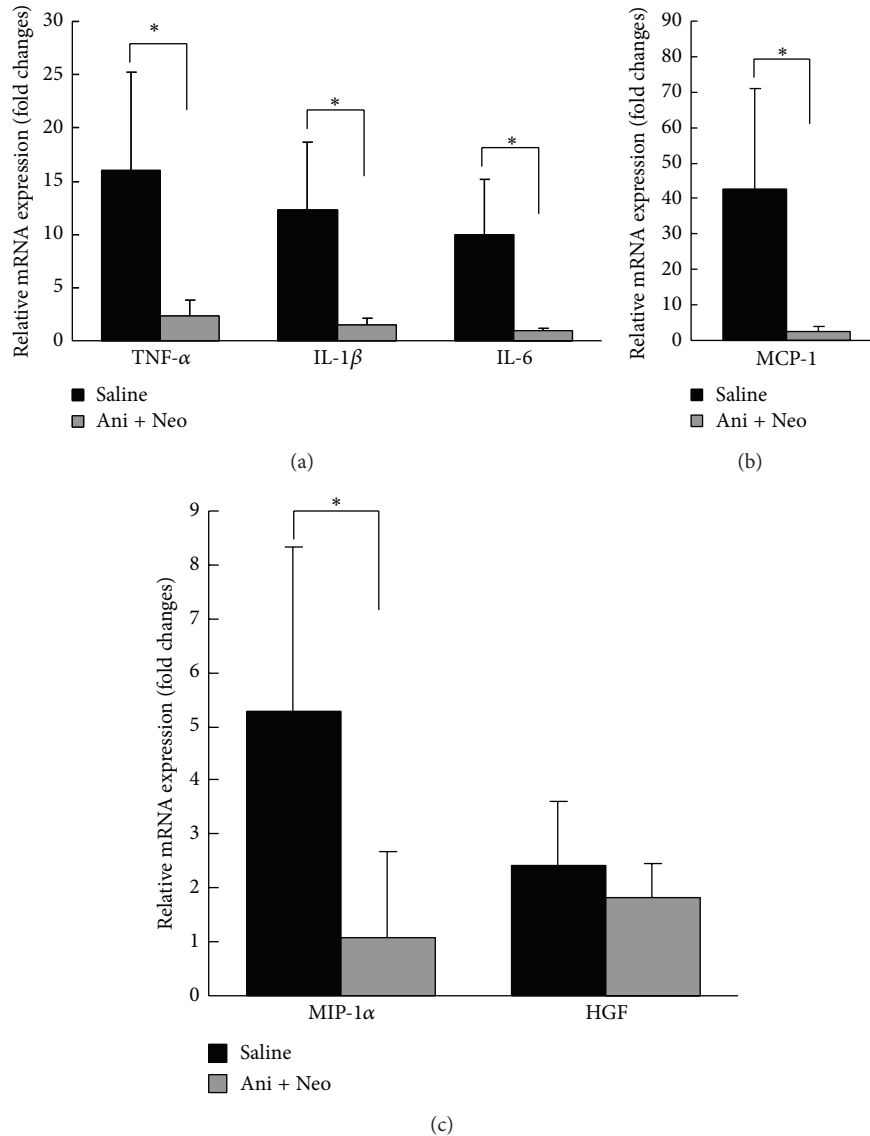 Relative mRNA expression (fold changes)
30
25
20
15
10
5
0
*
*
*
TNF-α IL-1β IL-6
Saline
Ani + Neo
(a)
Relative mRNA expression (fold changes)
90
80
70
60
50
40
30
20
10
0
*
MCP-1
Saline
Ani + Neo
(b)
Relative mRNA expression (fold changes)
9
8
7
6
5
4
3
2
1
0
*
MIP-1α HGF
Saline
Ani + Neo
(c)